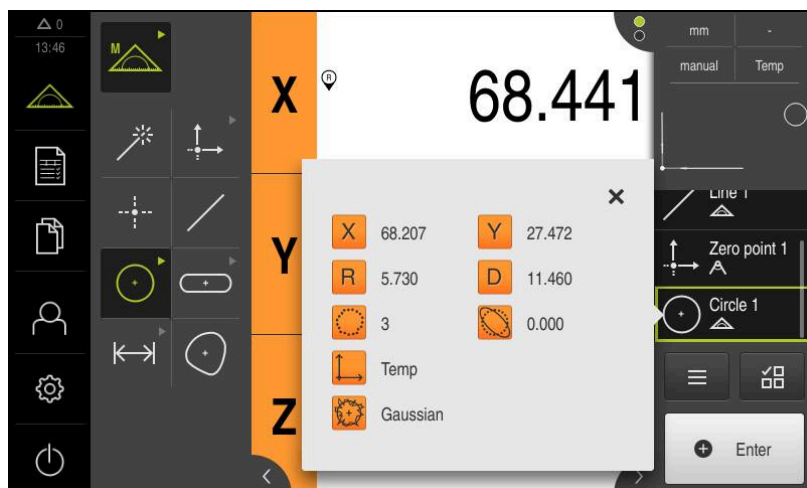 0
13:46
M
X
R
68.441
mm
-
manual
Temp
Y
Z
X
68.207
Y
27.472
R
5.730
D
11.460
3
0.000
Temp
Gaussian
Line 1
Zero point 1
Circle 1
Enter